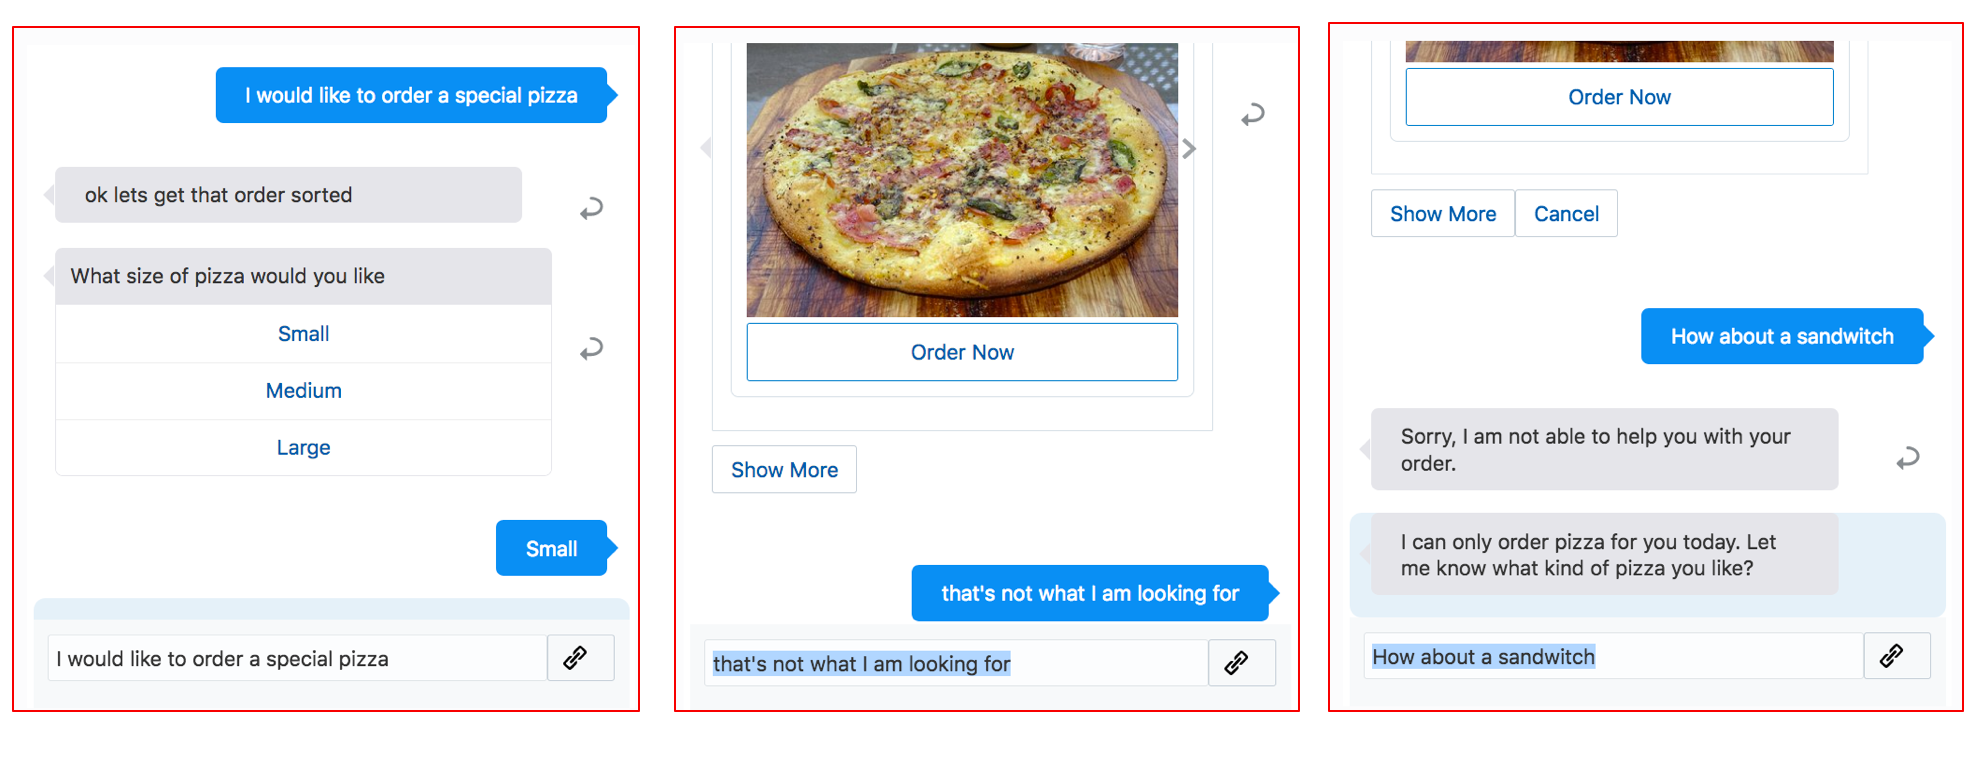 I would like to order a special pizza
ok lets get that order sorted
What size of pizza would you like
Small
Medium
Large
Small
I would like to order a special pizza
Order Now
Show More
that's not what I am looking for
that's not what I am looking for
Order Now
Show More
Cancel
How about a sandwitch
Sorry, I am not able to help you with your
order.
I can only order pizza for you today. Let
me know what kind of pizza you like?
How about a sandwitch